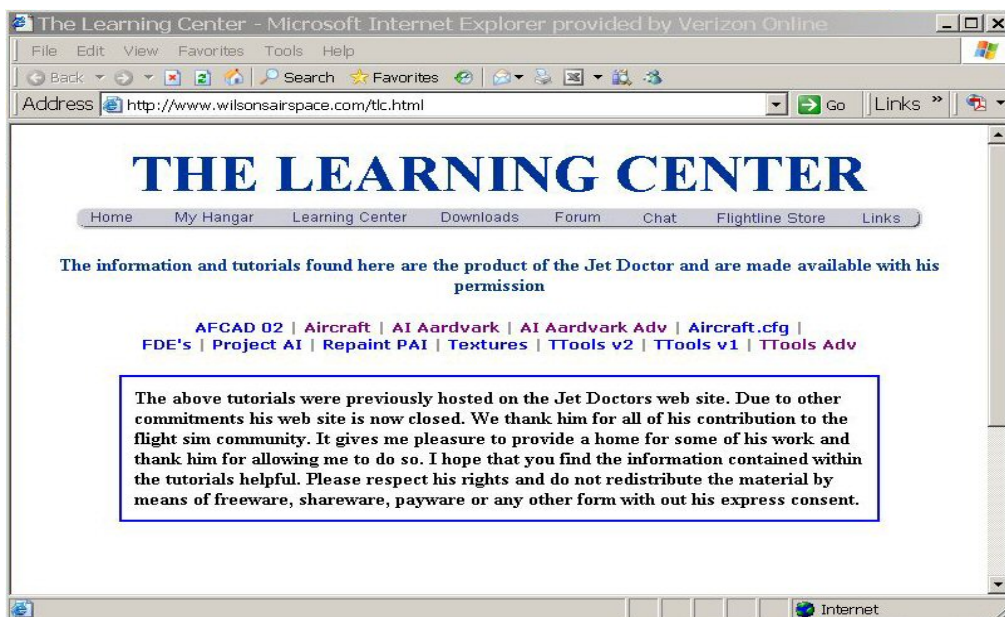 The Learning Center - Microsoft Internet Explorer provided by Verizon Online
File Edit View Favorites Tools Help
Back Search Favorites
Address http://www.wilsonsairspace.com/tlc.html Go Links »
THE LEARNING CENTER
Home My Hangar Learning Center Downloads Forum Chat Flightline Store Links
The information and tutorials found here are the product of the Jet Doctor and are made available with his
permission
AFCAD 02 | Aircraft | AI Aardvark | AI Aardvark Adv | Aircraft.cfg |
FDE's | Project AI | Repaint PAI | Textures | TTools v2 | TTools v1 | TTools Adv
The above tutorials were previously hosted on the Jet Doctors web site. Due to other
commitments his web site is now closed. We thank him for all of his contribution to the
flight sim community. It gives me pleasure to provide a home for some of his work and
thank him for allowing me to do so. I hope that you find the information contained within
the tutorials helpful. Please respect his rights and do not redistribute the material by
means of freeware, shareware, payware or any other form with out his express consent.
Internet